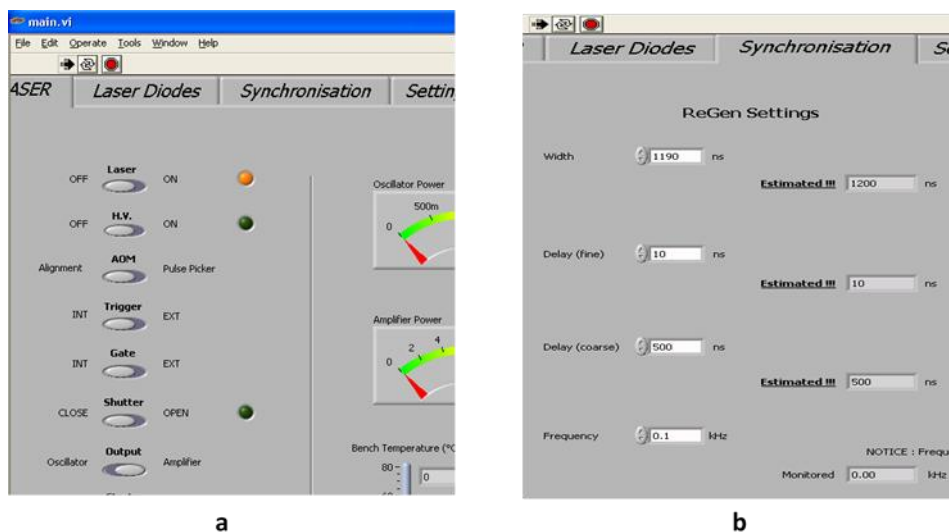 main.vi
File Edit Operate Tools Window Help
ASER Laser Diodes Synchronisation Settin
Laser
OFF ON
H.V.
OFF ON
AOM
Alignment Pulse Picker
Trigger
INT EXT
Gate
INT EXT
Shutter
CLOSE OPEN
Output
Oscillator Amplifier
Oscillator Power
500m
0
Amplifier Power
2 4
0
Bench Temperature (°C
80
0
a
Laser Diodes Synchronisation S
ReGen Settings
Width 1190 ns
Estimated !!! 1200 ns
Delay (fine) 10 ns
Estimated !!! 10 ns
Delay (coarse) 500 ns
Estimated !!! 500 ns
Frequency 0.1 kHz
NOTICE : Frequ
Monitored 0.00 kHz
b